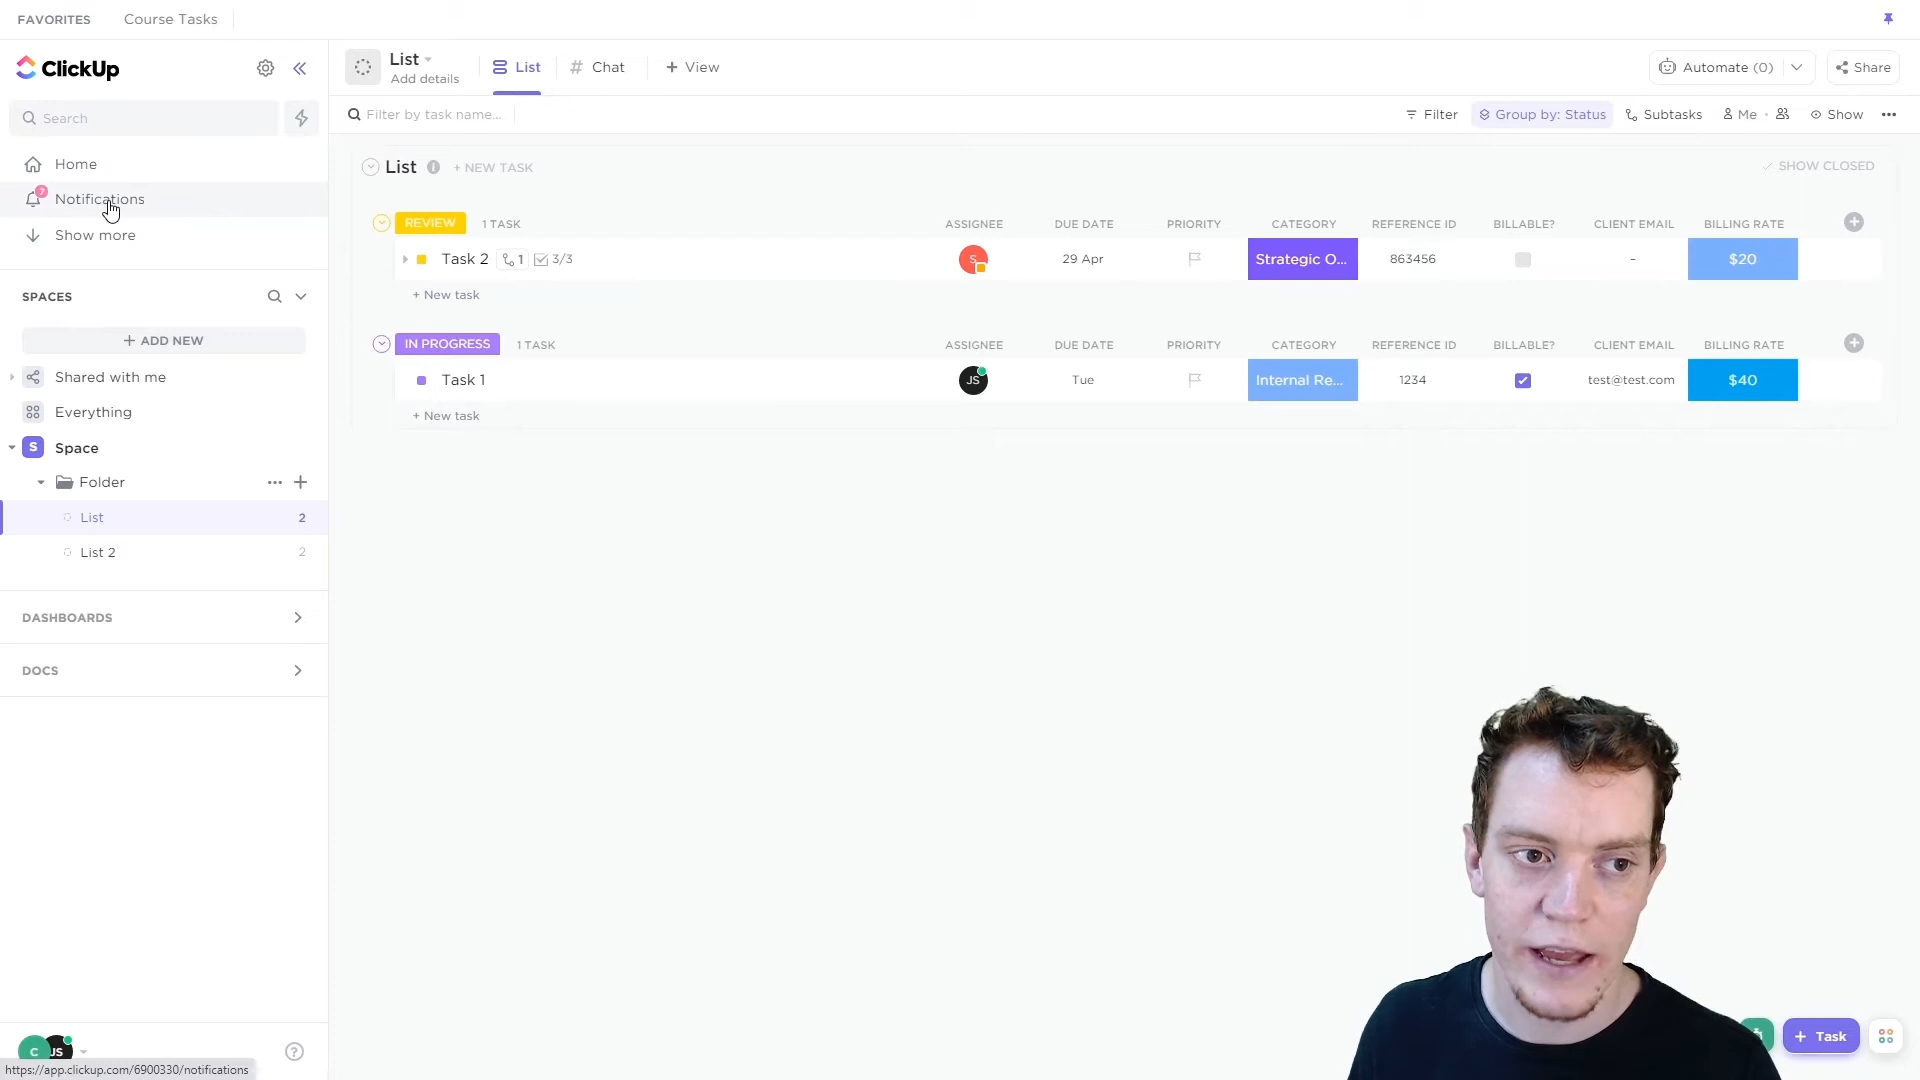 FAVORITES Course Tasks
ClickUp
Search
Home
7
Notifications
Show more
SPACES
+ ADD NEW
Shared with me
Everything
S Space
Folder
List 2
List 2 2
DASHBOARDS
DOCS
C JS
https://app.clickup.com/6900330/notifications
List
Add details
List
# Chat
+ View
Automate (0)
Share
Filter by task name...
Filter
Group by: Status
Subtasks
Me
Show
List + NEW TASK
SHOW CLOSED
REVIEW 1 TASK ASSIGNEE DUE DATE PRIORITY CATEGORY REFERENCE ID BILLABLE? CLIENT EMAIL BILLING RATE
Task 2 1 3/3 S 29 Apr Strategic O... 863456 – $20
+ New task
IN PROGRESS 1 TASK ASSIGNEE DUE DATE PRIORITY CATEGORY REFERENCE ID BILLABLE? CLIENT EMAIL BILLING RATE
Task 1 JS Tue Internal Re... 1234 test@test.com $40
+ New task
+ Task